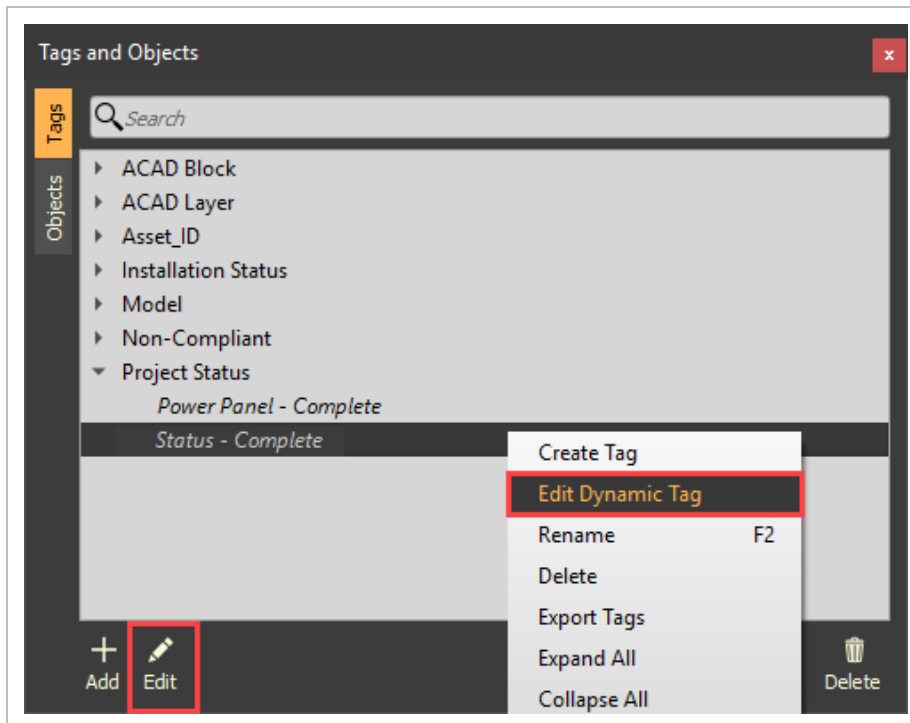 Tags and Objects
x
Tags
Objects
Search
ACAD Block
ACAD Layer
Asset_ID
Installation Status
Model
Non-Compliant
Project Status
Power Panel - Complete
Status - Complete
Create Tag
Edit Dynamic Tag
Rename F2
Delete
Export Tags
Expand All
Collapse All
Add
Edit
Delete